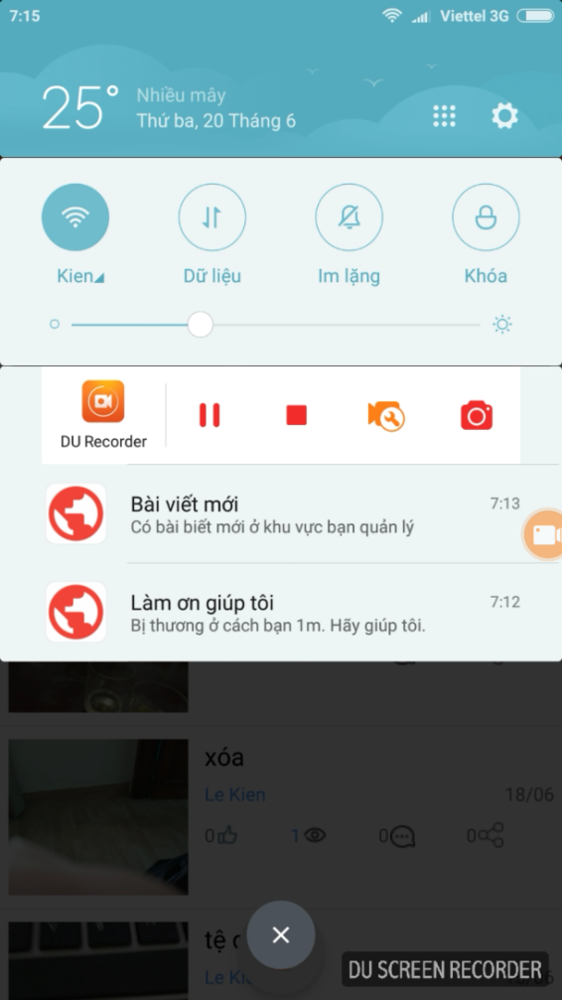 7:15
Viettel 3G
25°
Nhiều mây
Thứ ba, 20 Tháng 6
Kien
Dữ liệu
Im lặng
Khóa
DU Recorder
Bài viết mới
7:13
Có bài biết mới ở khu vực bạn quản lý
Làm ơn giúp tôi
7:12
Bị thương ở cách bạn 1m. Hãy giúp tôi.
xóa
Le Kien
18/06
0
1
0
0
tệ
Le
DU SCREEN RECORDER